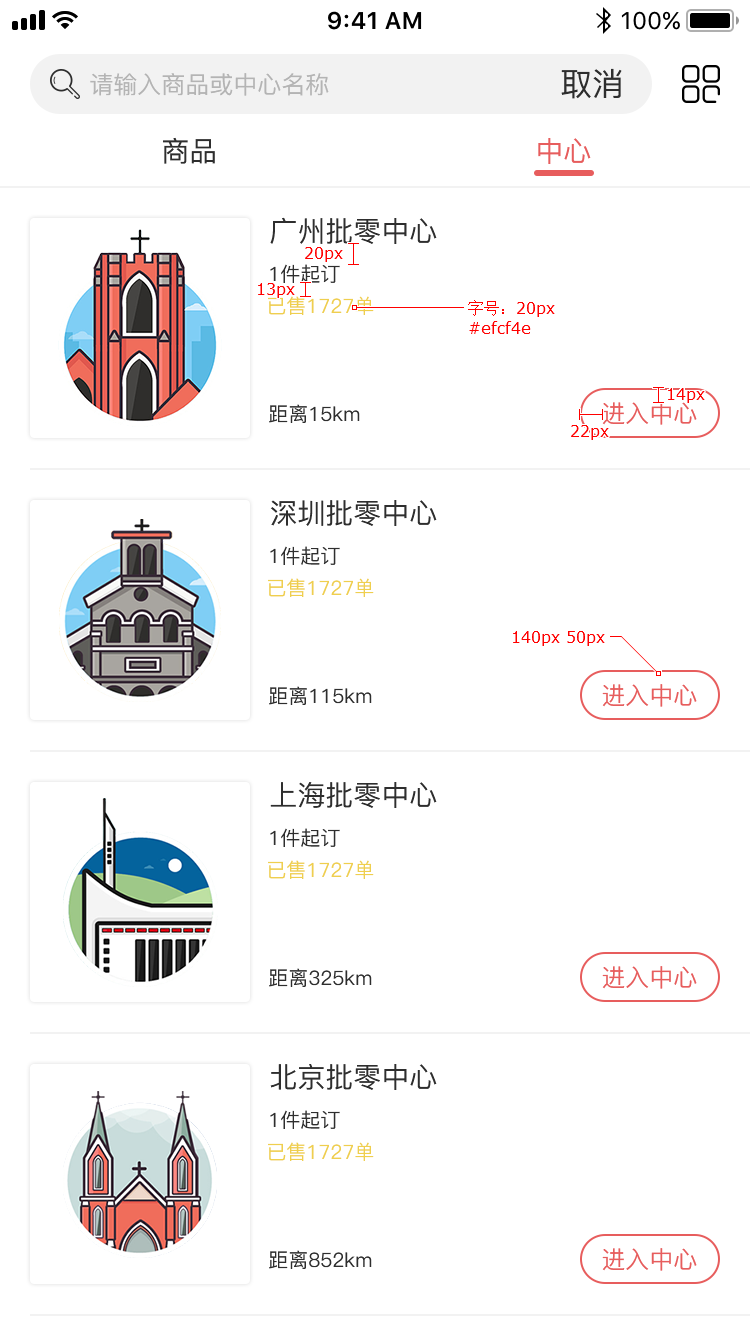 9:41 AM
100%
请输入商品或中心名称
取消
商品
中心
广州批零中心
20px
1件起订
13px
已售1727单
字号：20px
#efcf4e
距离15km
进入中心
14px
22px
深圳批零中心
1件起订
已售1727单
140px 50px
距离115km
进入中心
上海批零中心
1件起订
已售1727单
距离325km
进入中心
北京批零中心
1件起订
已售1727单
距离852km
进入中心